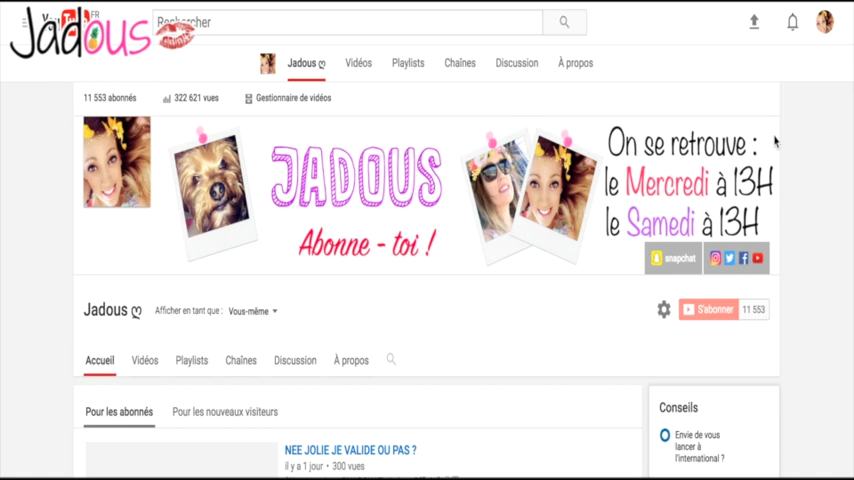 Jadous
FR
Rechercher
Jadous ღ Vidéos Playlists Chaînes Discussion À propos
11 553 abonnés 322 621 vues Gestionnaire de vidéos
JADOUS
Abonne - toi !
On se retrouve :
le Mercredi à 13H
le Samedi à 13H
snapchat
Jadous ღ Afficher en tant que : Vous-même
S'abonner 11 553
Accueil Vidéos Playlists Chaînes Discussion À propos
Pour les abonnés Pour les nouveaux visiteurs
NEE JOLIE JE VALIDE OU PAS ?
il y a 1 jour • 300 vues
Conseils
Envie de vous
lancer à
l'international ?